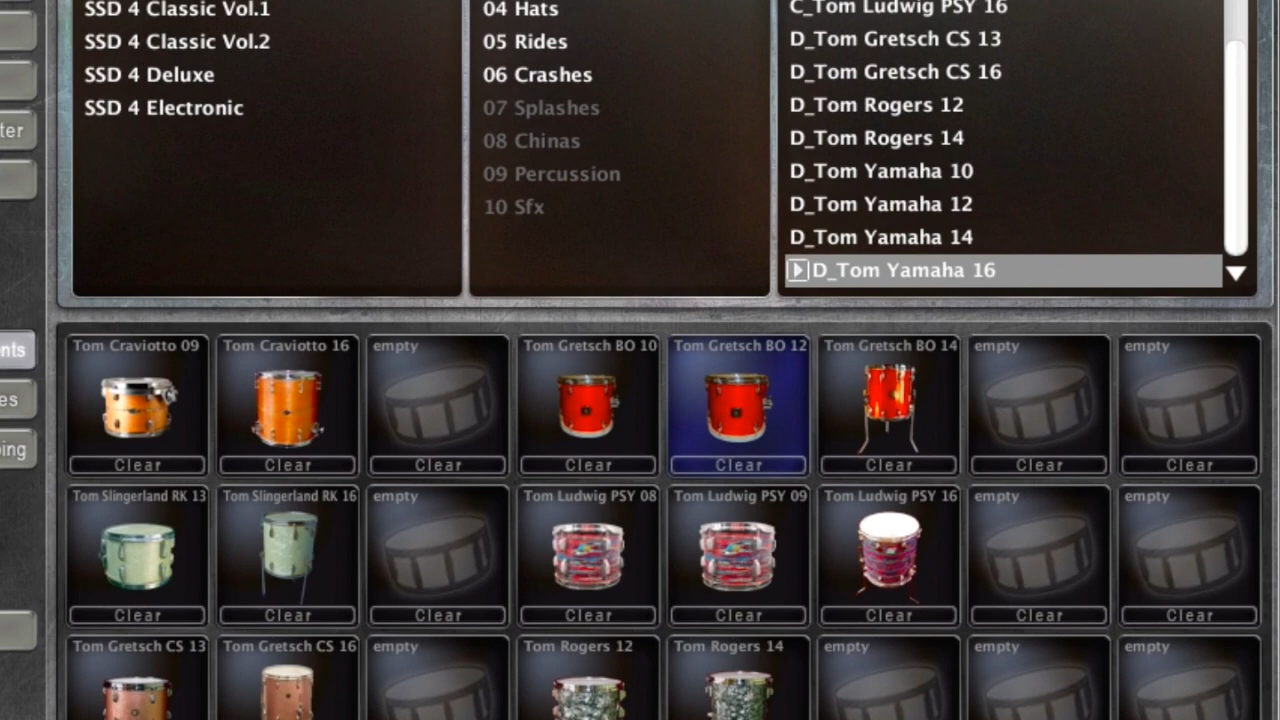 SSD 4 Classic Vol.1
SSD 4 Classic Vol.2
SSD 4 Deluxe
SSD 4 Electronic
04 Hats
05 Rides
06 Crashes
07 Splashes
08 Chinas
09 Percussion
10 Sfx
C_Tom Ludwig PSY 16
D_Tom Gretsch CS 13
D_Tom Gretsch CS 16
D_Tom Rogers 12
D_Tom Rogers 14
D_Tom Yamaha 10
D_Tom Yamaha 12
D_Tom Yamaha 14
D_Tom Yamaha 16
ter
nts
es
ing
Tom Craviotto 09 Tom Craviotto 16 empty Tom Gretsch BO 10 Tom Gretsch BO 12 Tom Gretsch BO 14 empty empty
Clear Clear Clear Clear Clear Clear Clear Clear
Tom Slingerland RK 13 Tom Slingerland RK 16 empty Tom Ludwig PSY 08 Tom Ludwig PSY 09 Tom Ludwig PSY 16 empty empty
Clear Clear Clear Clear Clear Clear Clear Clear
Tom Gretsch CS 13 Tom Gretsch CS 16 empty Tom Rogers 12 Tom Rogers 14 empty empty empty